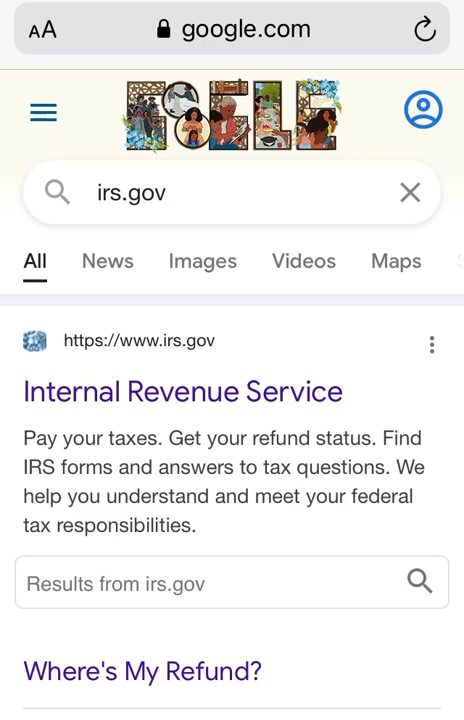 AA
google.com
irs.gov
All
News
Images
Videos
Maps
https://www.irs.gov
Internal Revenue Service
Pay your taxes. Get your refund status. Find
IRS forms and answers to tax questions. We
help you understand and meet your federal
tax responsibilities.
Results from irs.gov
Where's My Refund?